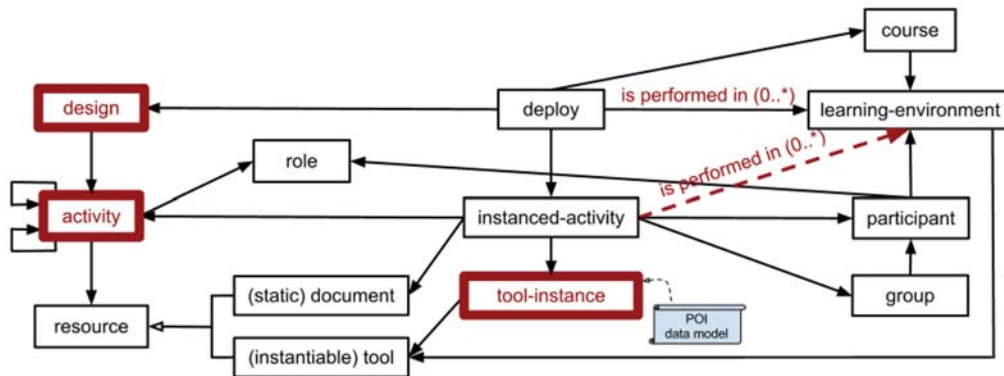 course
design
deploy
is performed in (0..*)
learning-environment
role
is performed in (0..*)
activity
instanced-activity
participant
(static) document
tool-instance
group
resource
POI
data model
(instantiable) tool